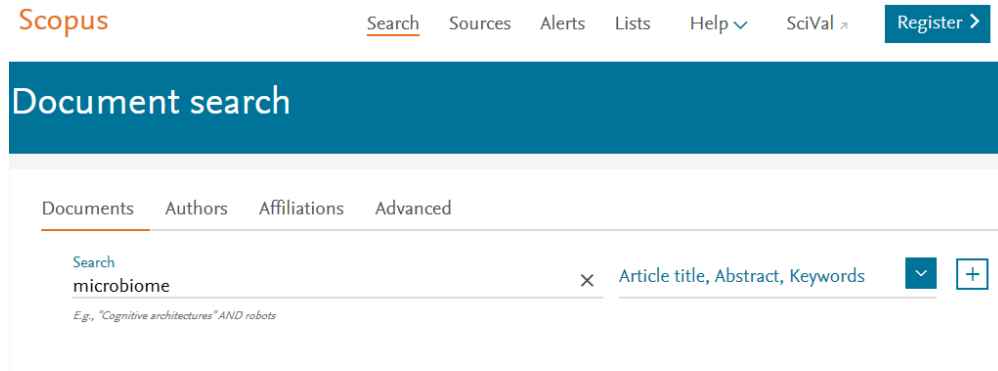 Scopus Search Sources Alerts Lists Help SciVal Register
Document search
Documents Authors Affiliations Advanced
Search
microbiome Article title, Abstract, Keywords
E.g., "Cognitive architectures" AND robots